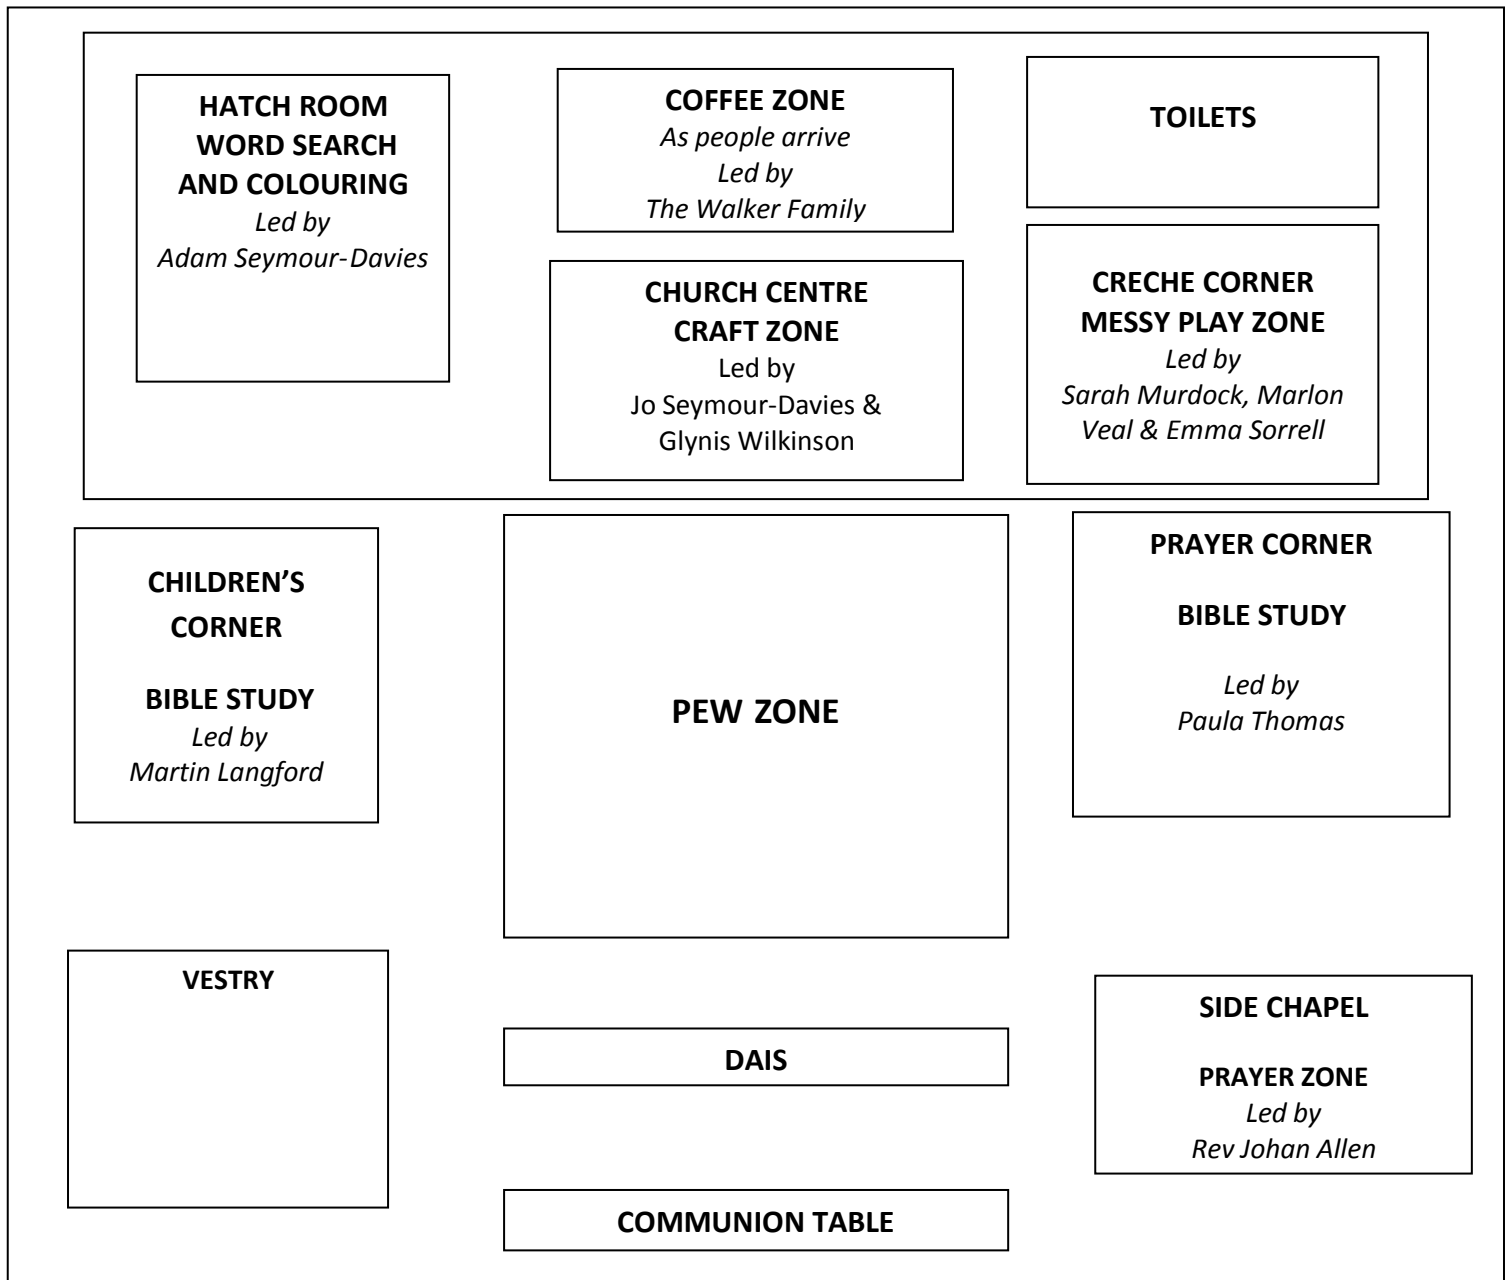 HATCH ROOM
WORD SEARCH
AND COLOURING
Led by
Adam Seymour-Davies
COFFEE ZONE
As people arrive
Led by
The Walker Family
TOILETS
CHURCH CENTRE
CRAFT ZONE
Led by
Jo Seymour-Davies &
Glynis Wilkinson
CRECHE CORNER
MESSY PLAY ZONE
Led by
Sarah Murdock, Marlon
Veal & Emma Sorrell
CHILDREN’S
CORNER
BIBLE STUDY
Led by
Martin Langford
PEW ZONE
PRAYER CORNER
BIBLE STUDY
Led by
Paula Thomas
VESTRY
DAIS
SIDE CHAPEL
PRAYER ZONE
Led by
Rev Johan Allen
COMMUNION TABLE